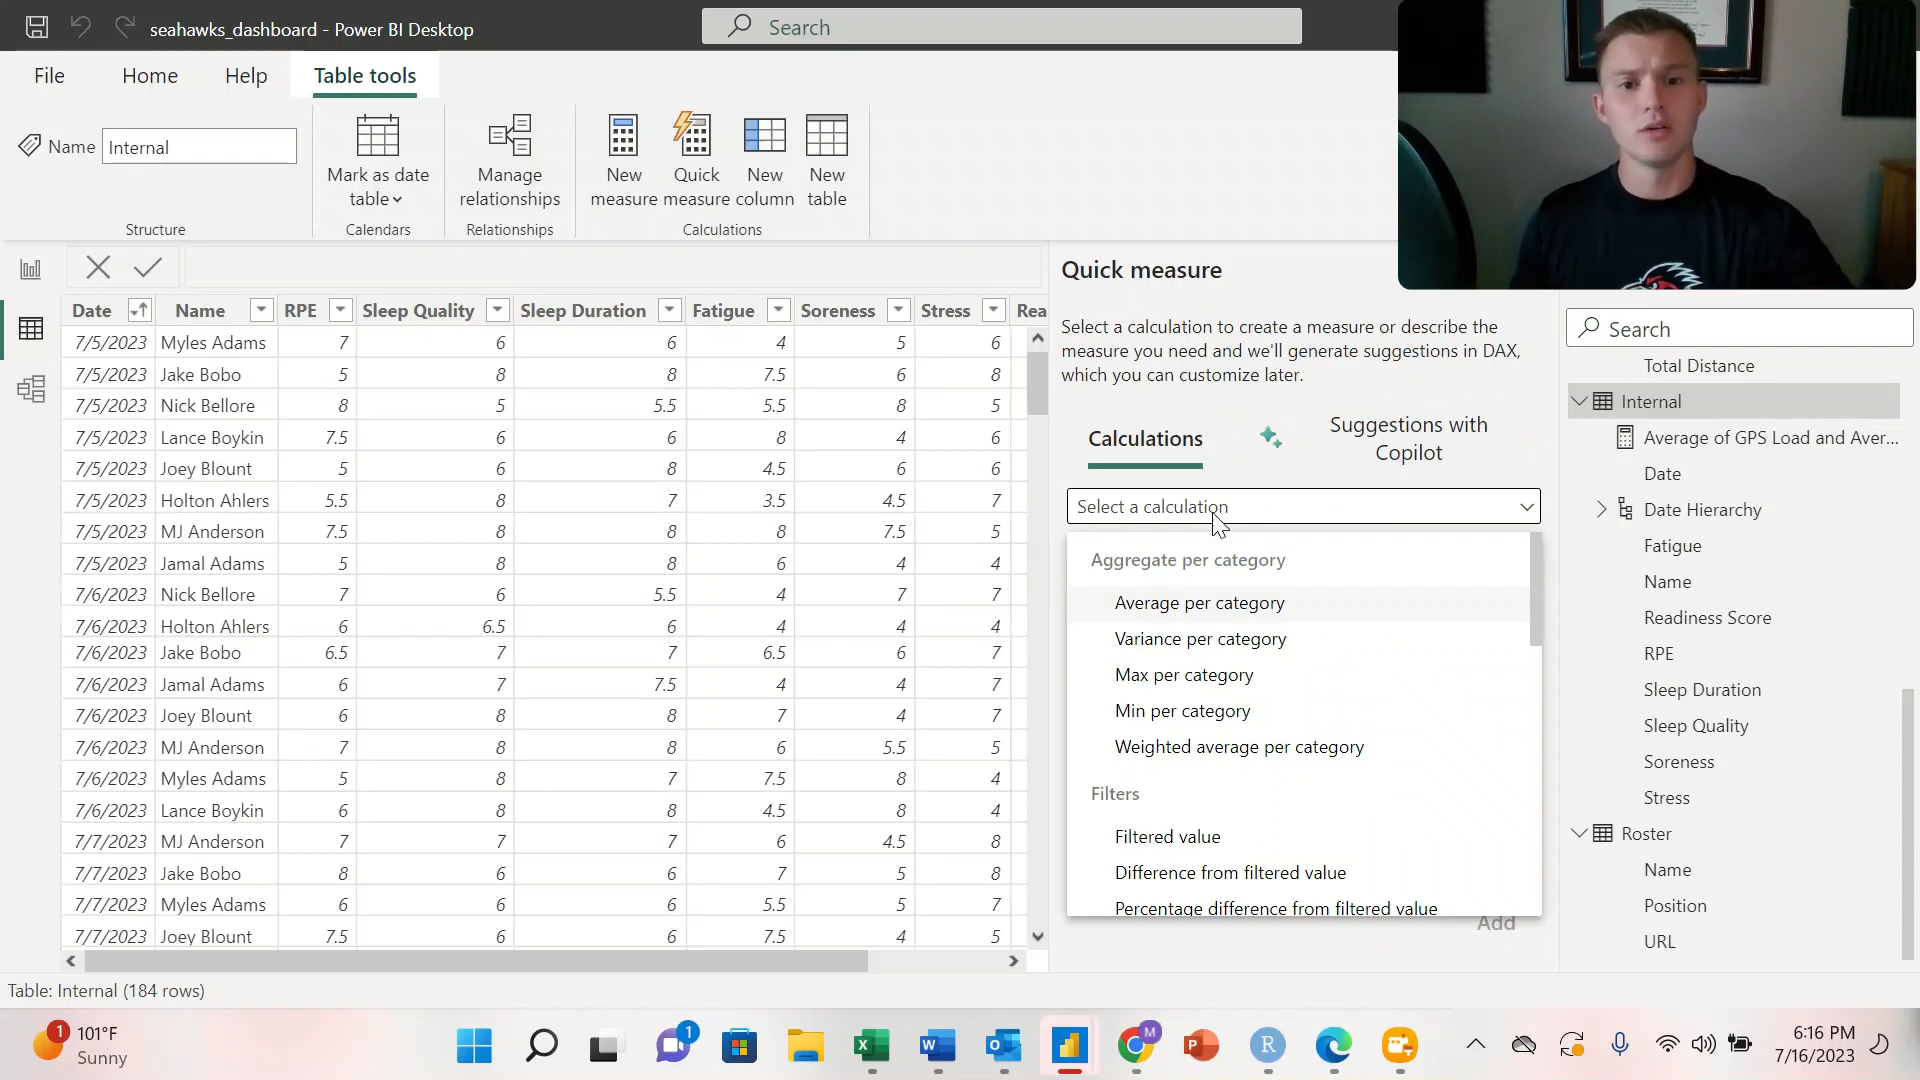 seahawks_dashboard - Power BI Desktop
Search
File Home Help Table tools
Name Internal
Mark as date table
Manage relationships
New measure
Quick measure
New column
New table
Structure Calendars Relationships Calculations
Date Name RPE Sleep Quality Sleep Duration Fatigue Soreness Stress Rea
7/5/2023 Myles Adams 7 6 6 4 5 6
7/5/2023 Jake Bobo 5 8 8 7.5 6 8
7/5/2023 Nick Bellore 8 5 5.5 5.5 8 5
7/5/2023 Lance Boykin 7.5 6 6 8 4 6
7/5/2023 Joey Blount 5 6 8 4.5 6 6
7/5/2023 Holton Ahlers 5.5 8 7 3.5 4.5 7
7/5/2023 MJ Anderson 7.5 8 8 8 7.5 5
7/5/2023 Jamal Adams 5 8 8 6 4 4
7/6/2023 Nick Bellore 7 6 5.5 4 7 7
7/6/2023 Holton Ahlers 6 6.5 6 4 4 4
7/6/2023 Jake Bobo 6.5 7 7 6.5 6 7
7/6/2023 Jamal Adams 6 7 7.5 4 4 7
7/6/2023 Joey Blount 6 8 8 7 4 7
7/6/2023 MJ Anderson 7 8 8 6 5.5 5
7/6/2023 Myles Adams 5 8 7 7.5 8 4
7/6/2023 Lance Boykin 6 8 8 4.5 8 4
7/7/2023 MJ Anderson 7 7 7 6 4.5 8
7/7/2023 Jake Bobo 8 6 6 7 5 8
7/7/2023 Myles Adams 6 6 6 5.5 5 7
7/7/2023 Joey Blount 7.5 6 6 7.5 4 5
Table: Internal (184 rows)
Quick measure
Select a calculation to create a measure or describe the
measure you need and we'll generate suggestions in DAX,
which you can customize later.
Calculations
Suggestions with
Copilot
Select a calculation
Aggregate per category
Average per category
Variance per category
Max per category
Min per category
Weighted average per category
Filters
Filtered value
Difference from filtered value
Percentage difference from filtered value
Add
Search
Total Distance
Internal
Average of GPS Load and Aver...
Date
Date Hierarchy
Fatigue
Name
Readiness Score
RPE
Sleep Duration
Sleep Quality
Soreness
Stress
Roster
Name
Position
URL
1
101°F
Sunny
1
X
W
O
M
P
R
6:16 PM
7/16/2023